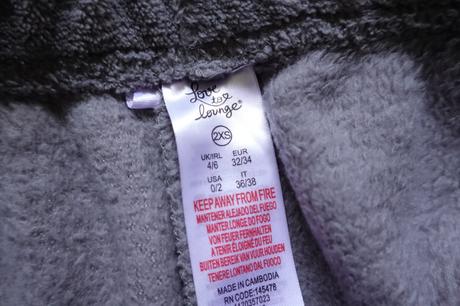 Love
to
lounge®
2XS
UK/IRL EUR
4/6 32/34
USA IT
0/2 36/38
KEEP AWAY FROM FIRE
MANTENER ALEJADO DEL FUEGO
MANTER LONGE DO FOGO
VON FEUER FERNHALTEN
A TENIR ÉLOIGNÉ DU FEU
BUITEN BEREIK VAN VUUR HOUDEN
TENERE LONTANO DAL FUOCO
MADE IN CAMBODIA
RN CODE: 145478